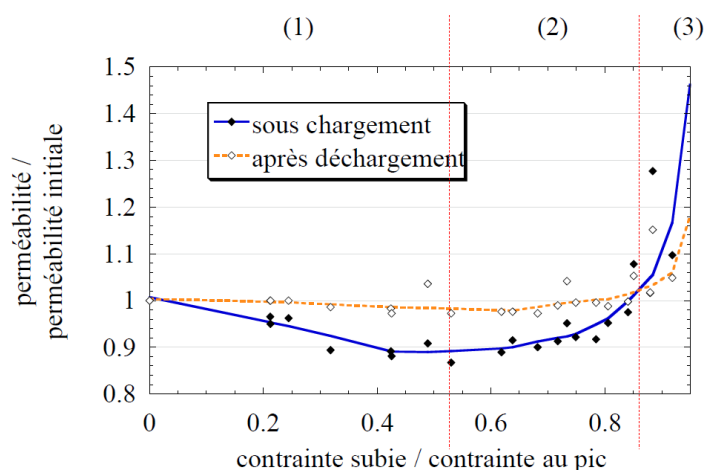 (1) (2) (3)
1.5
1.4
1.3
1.2
1.1
1.0
0.9
0.8
sous chargement
après déchargement
perméabilité /
perméabilité initiale
0 0.2 0.4 0.6 0.8
contrainte subie / contrainte au pic